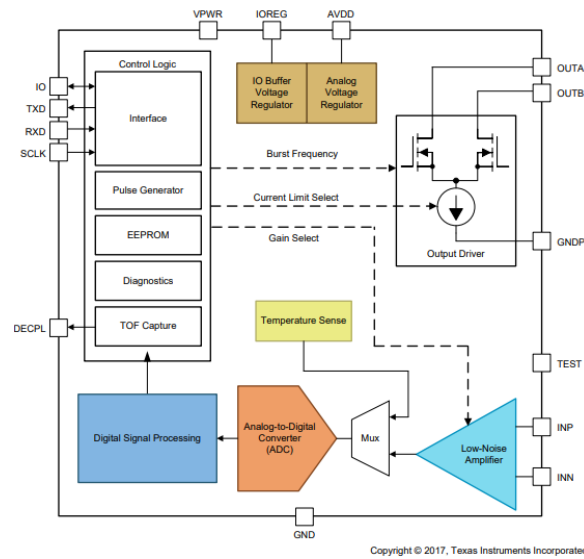 VPWR
IOREG
AVDD
Control Logic
IO
TXD
RXD
SCLK
Interface
IO Buffer
Voltage
Regulator
Analog
Voltage
Regulator
OUTA
OUTB
Burst Frequency
Pulse Generator
Current Limit Select
EEPROM
Gain Select
Output Driver
GNDP
Diagnostics
DECPL
TOF Capture
Temperature Sense
TEST
Digital Signal Processing
Analog-to-Digital
Converter
(ADC)
Mux
Low-Noise
Amplifier
INP
INN
GND
Copyright © 2017, Texas Instruments Incorporated